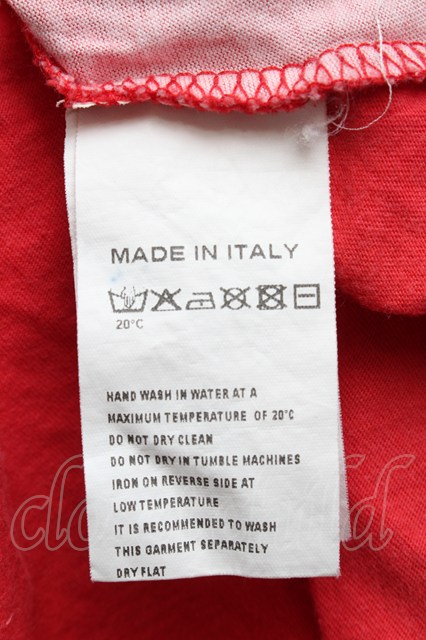 MADE IN ITALY
20°C
HAND WASH IN WATER AT A
MAXIMUM TEMPERATURE OF 20°C
DO NOT DRY CLEAN
DO NOT DRY IN TUMBLE MACHINES
IRON ON REVERSE SIDE AT
LOW TEMPERATURE
IT IS RECOMMENDED TO WASH
THIS GARMENT SEPARATELY
DRY FLAT